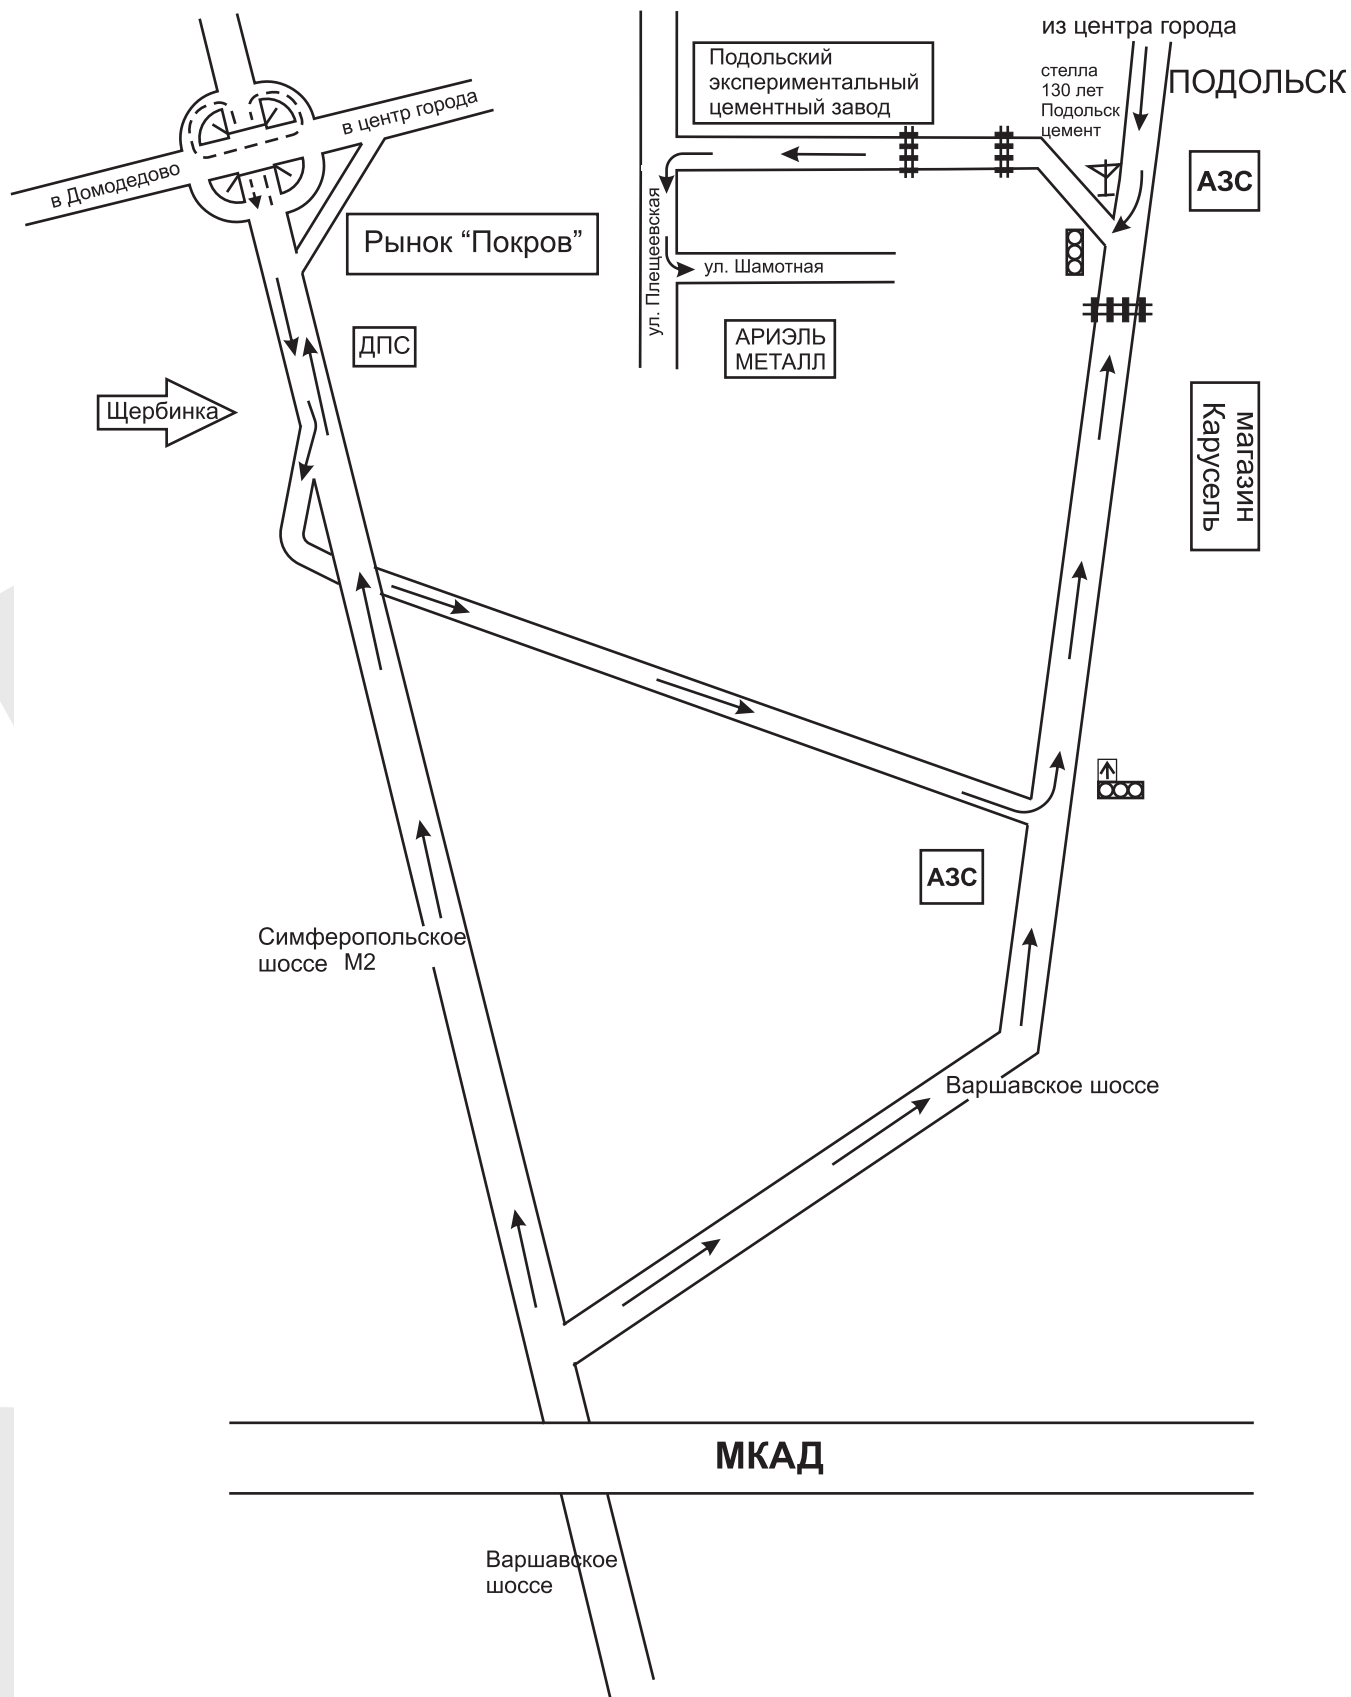 из центра города
ПОДОЛЬСК
Подольский
экспериментальный
цементный завод
стелла
130 лет
Подольск
цемент
в центр города
в Домодедово
АЗС
Рынок “Покров”
ул. Плещеевская
ул. Шамотная
ДПС
АРИЭЛЬ
МЕТАЛЛ
Щербинка
магазин
Карусель
АЗС
Симферопольское
шоссе М2
Варшавское шоссе
МКАД
Варшавское
шоссе